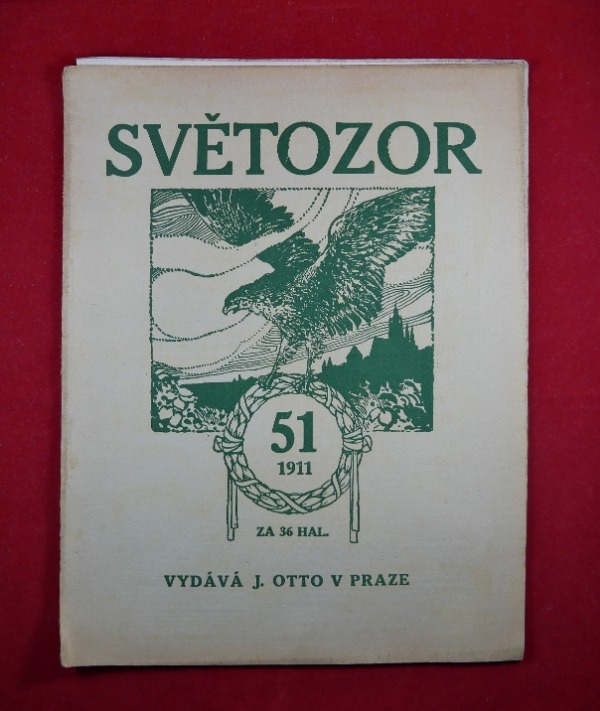 SVĚTOZOR
51
1911
ZA 36 HAL.
VYDÁVÁ J. OTTO V PRAZE